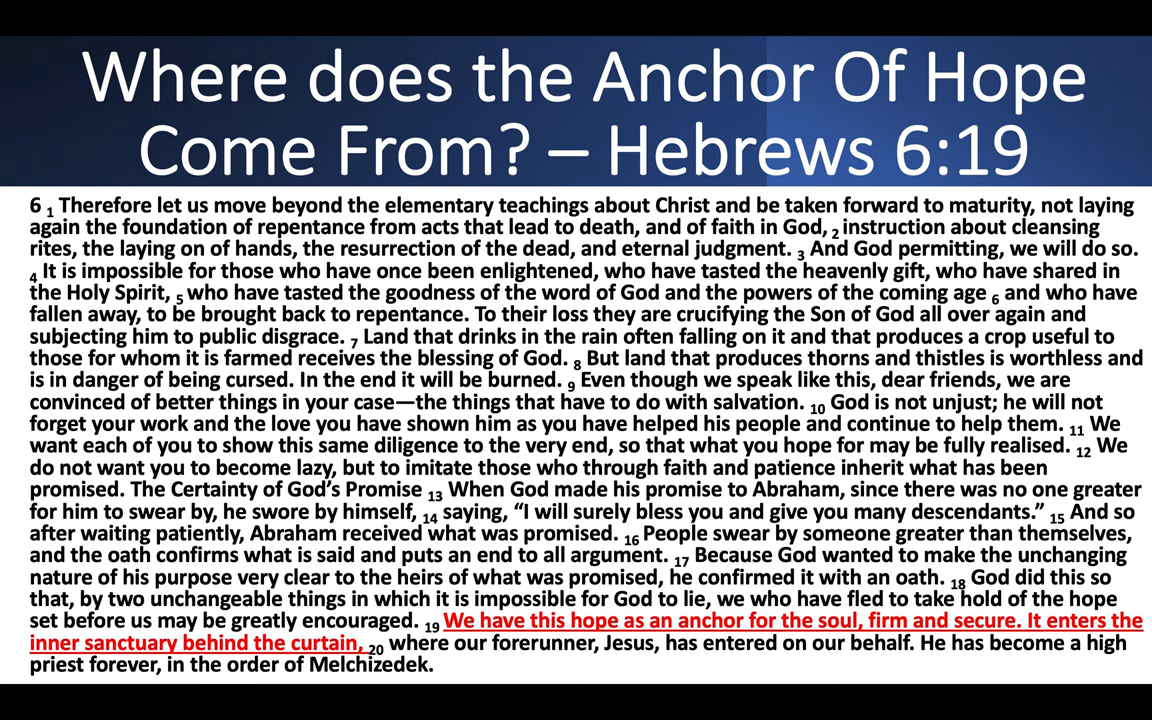 Where does the Anchor Of Hope
Come From? – Hebrews 6:19
6 1 Therefore let us move beyond the elementary teachings about Christ and be taken forward to maturity, not laying
again the foundation of repentance from acts that lead to death, and of faith in God, 2 instruction about cleansing
rites, the laying on of hands, the resurrection of the dead, and eternal judgment. 3 And God permitting, we will do so.
4 It is impossible for those who have once been enlightened, who have tasted the heavenly gift, who have shared in
the Holy Spirit, 5 who have tasted the goodness of the word of God and the powers of the coming age 6 and who have
fallen away, to be brought back to repentance. To their loss they are crucifying the Son of God all over again and
subjecting him to public disgrace. 7 Land that drinks in the rain often falling on it and that produces a crop useful to
those for whom it is farmed receives the blessing of God. 8 But land that produces thorns and thistles is worthless and
is in danger of being cursed. In the end it will be burned. 9 Even though we speak like this, dear friends, we are
convinced of better things in your case—the things that have to do with salvation. 10 God is not unjust; he will not
forget your work and the love you have shown him as you have helped his people and continue to help them. 11 We
want each of you to show this same diligence to the very end, so that what you hope for may be fully realised. 12 We
do not want you to become lazy, but to imitate those who through faith and patience inherit what has been
promised. The Certainty of God’s Promise 13 When God made his promise to Abraham, since there was no one greater
for him to swear by, he swore by himself, 14 saying, “I will surely bless you and give you many descendants.” 15 And so
after waiting patiently, Abraham received what was promised. 16 People swear by someone greater than themselves,
and the oath confirms what is said and puts an end to all argument. 17 Because God wanted to make the unchanging
nature of his purpose very clear to the heirs of what was promised, he confirmed it with an oath. 18 God did this so
that, by two unchangeable things in which it is impossible for God to lie, we who have fled to take hold of the hope
set before us may be greatly encouraged. 19 We have this hope as an anchor for the soul, firm and secure. It enters the
inner sanctuary behind the curtain, 20 where our forerunner, Jesus, has entered on our behalf. He has become a high
priest forever, in the order of Melchizedek.